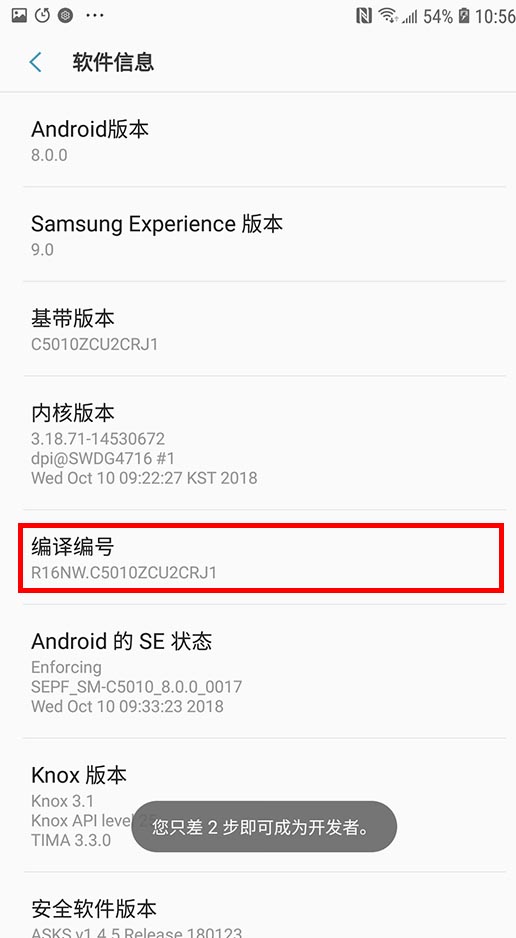 54% 10:56
软件信息
Android版本
8.0.0
Samsung Experience 版本
9.0
基带版本
C5010ZCU2CRJ1
内核版本
3.18.71-14530672
dpi@SWDG4716 #1
Wed Oct 10 09:22:27 KST 2018
编译编号
R16NW.C5010ZCU2CRJ1
Android 的 SE 状态
Enforcing
SEPF_SM-C5010_8.0.0_0017
Wed Oct 10 09:33:23 2018
Knox 版本
Knox 3.1
Knox API level
您只差 2 步即可成为开发者。
TIMA 3.3.0
安全软件版本
ASKS v1.4.5 Release 180123